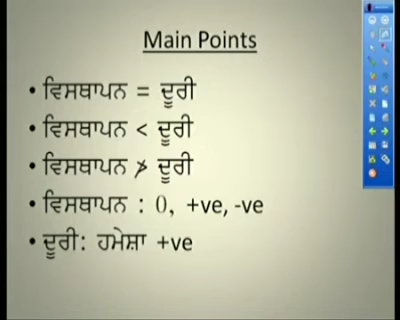 Main Points
• ਵਿਸਥਾਪਨ = ਦੂਰੀ
• ਵਿਸਥਾਪਨ < ਦੂਰੀ
• ਵਿਸਥਾਪਨ ≯ ਦੂਰੀ
• ਵਿਸਥਾਪਨ : 0, +ve, -ve
• ਦੂਰੀ: ਹਮੇਸ਼ਾ +ve